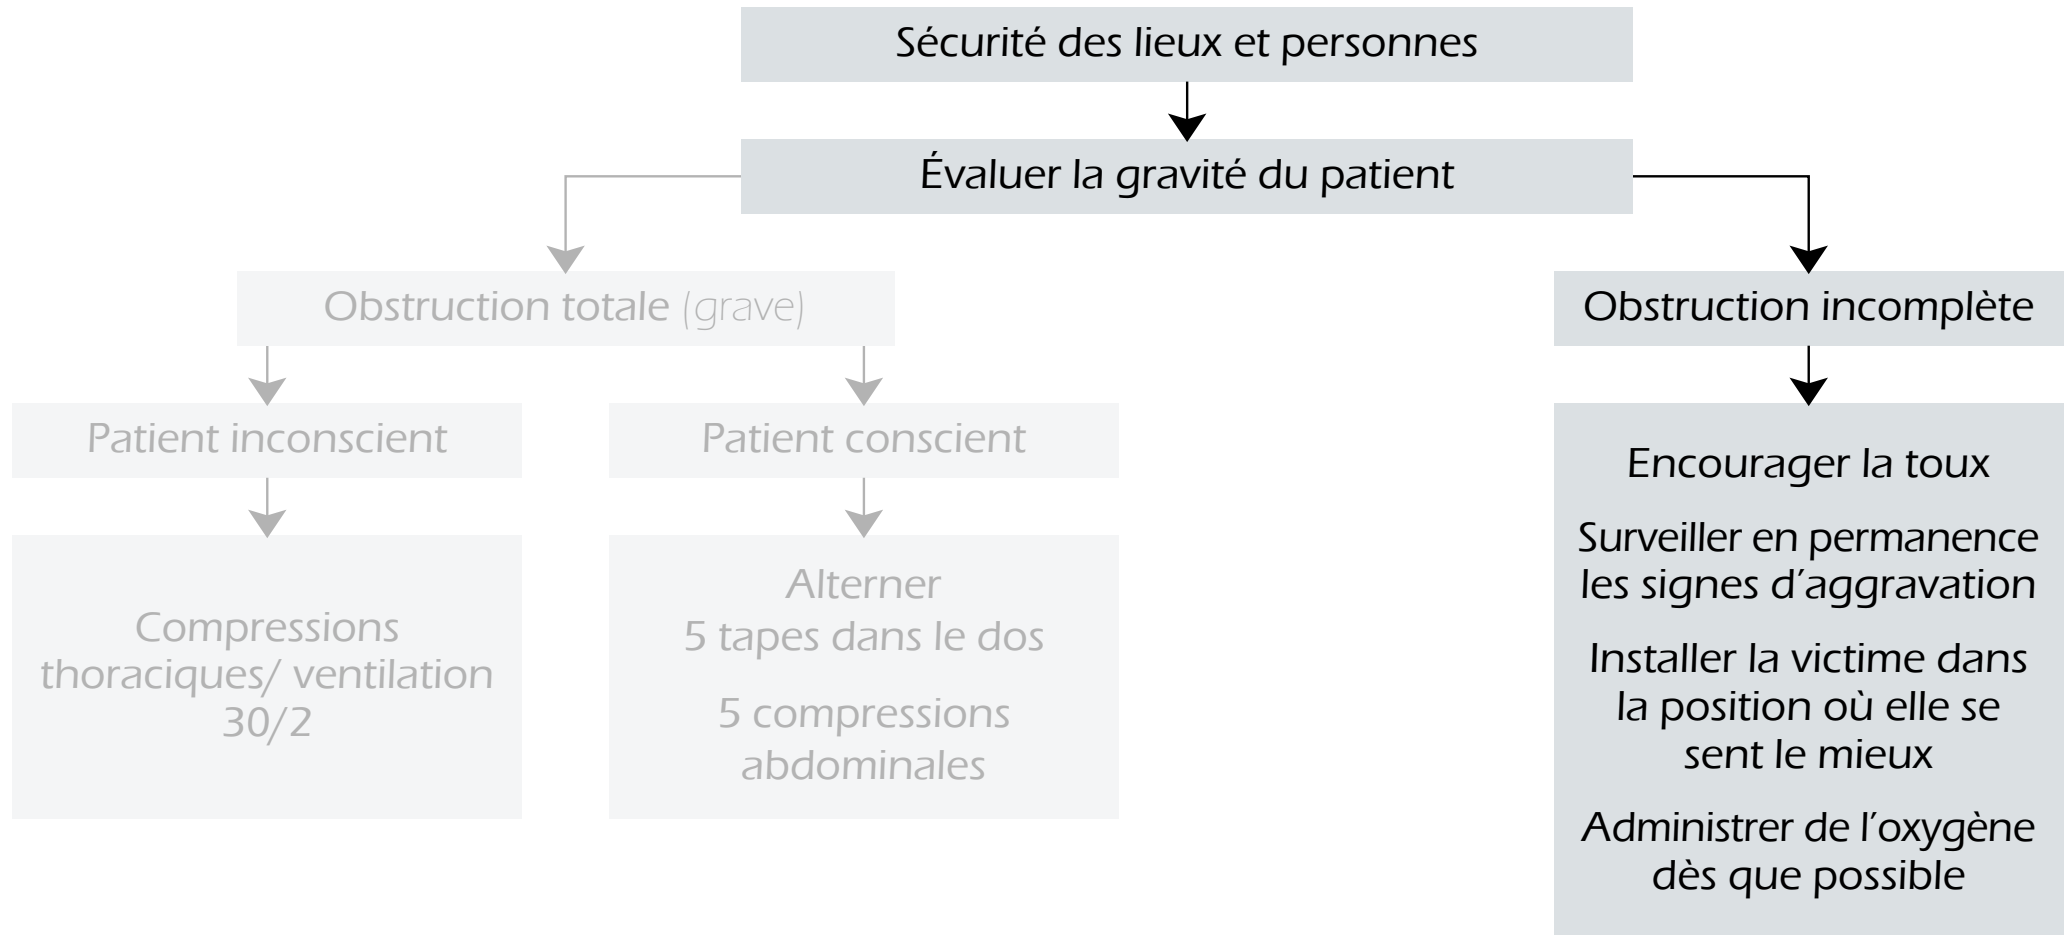 Sécurité des lieux et personnes
Évaluer la gravité du patient
Obstruction totale (grave)
Obstruction incomplète
Patient inconscient
Patient conscient
Compressions
thoraciques/ ventilation
30/2
Alterner
5 tapes dans le dos
5 compressions
abdominales
Encourager la toux
Surveiller en permanence
les signes d’aggravation
Installer la victime dans
la position où elle se
sent le mieux
Administrer de l’oxygène
dès que possible